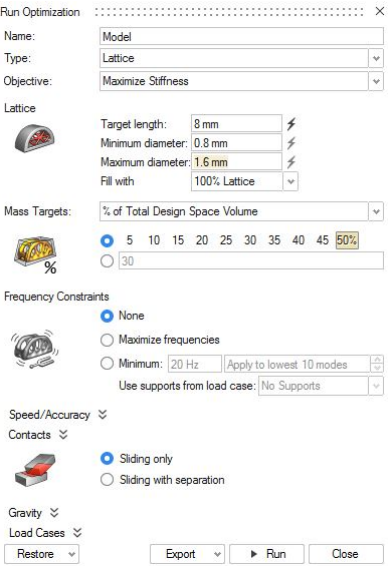 Run Optimization
Name: Model
Type: Lattice
Objective: Maximize Stiffness
Lattice
Target length: 8 mm
Minimum diameter: 0.8 mm
Maximum diameter: 1.6 mm
Fill with 100% Lattice
Mass Targets: % of Total Design Space Volume
5 10 15 20 25 30 35 40 45 50%
30
%
Frequency Constraints
None
Maximize frequencies
Minimum: 20 Hz Apply to lowest 10 modes
Use supports from load case: No Supports
Speed/Accuracy
Contacts
Sliding only
Sliding with separation
Gravity
Load Cases
Restore Export Run Close